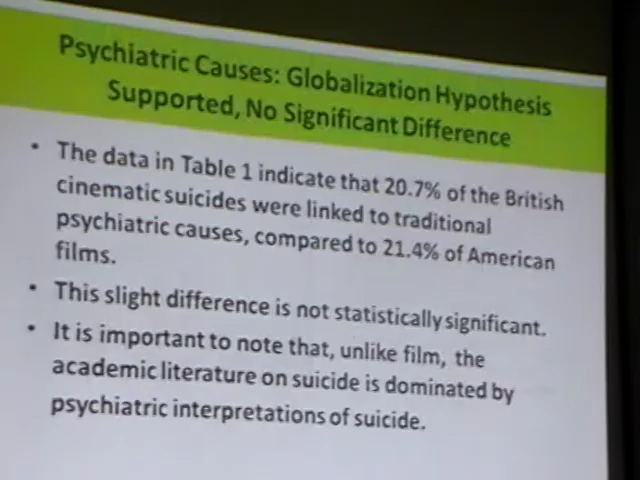 Psychiatric Causes: Globalization Hypothesis
Supported, No Significant Difference
• The data in Table 1 indicate that 20.7% of the British
cinematic suicides were linked to traditional
psychiatric causes, compared to 21.4% of American
films.
• This slight difference is not statistically significant.
• It is important to note that, unlike film, the
academic literature on suicide is dominated by
psychiatric interpretations of suicide.